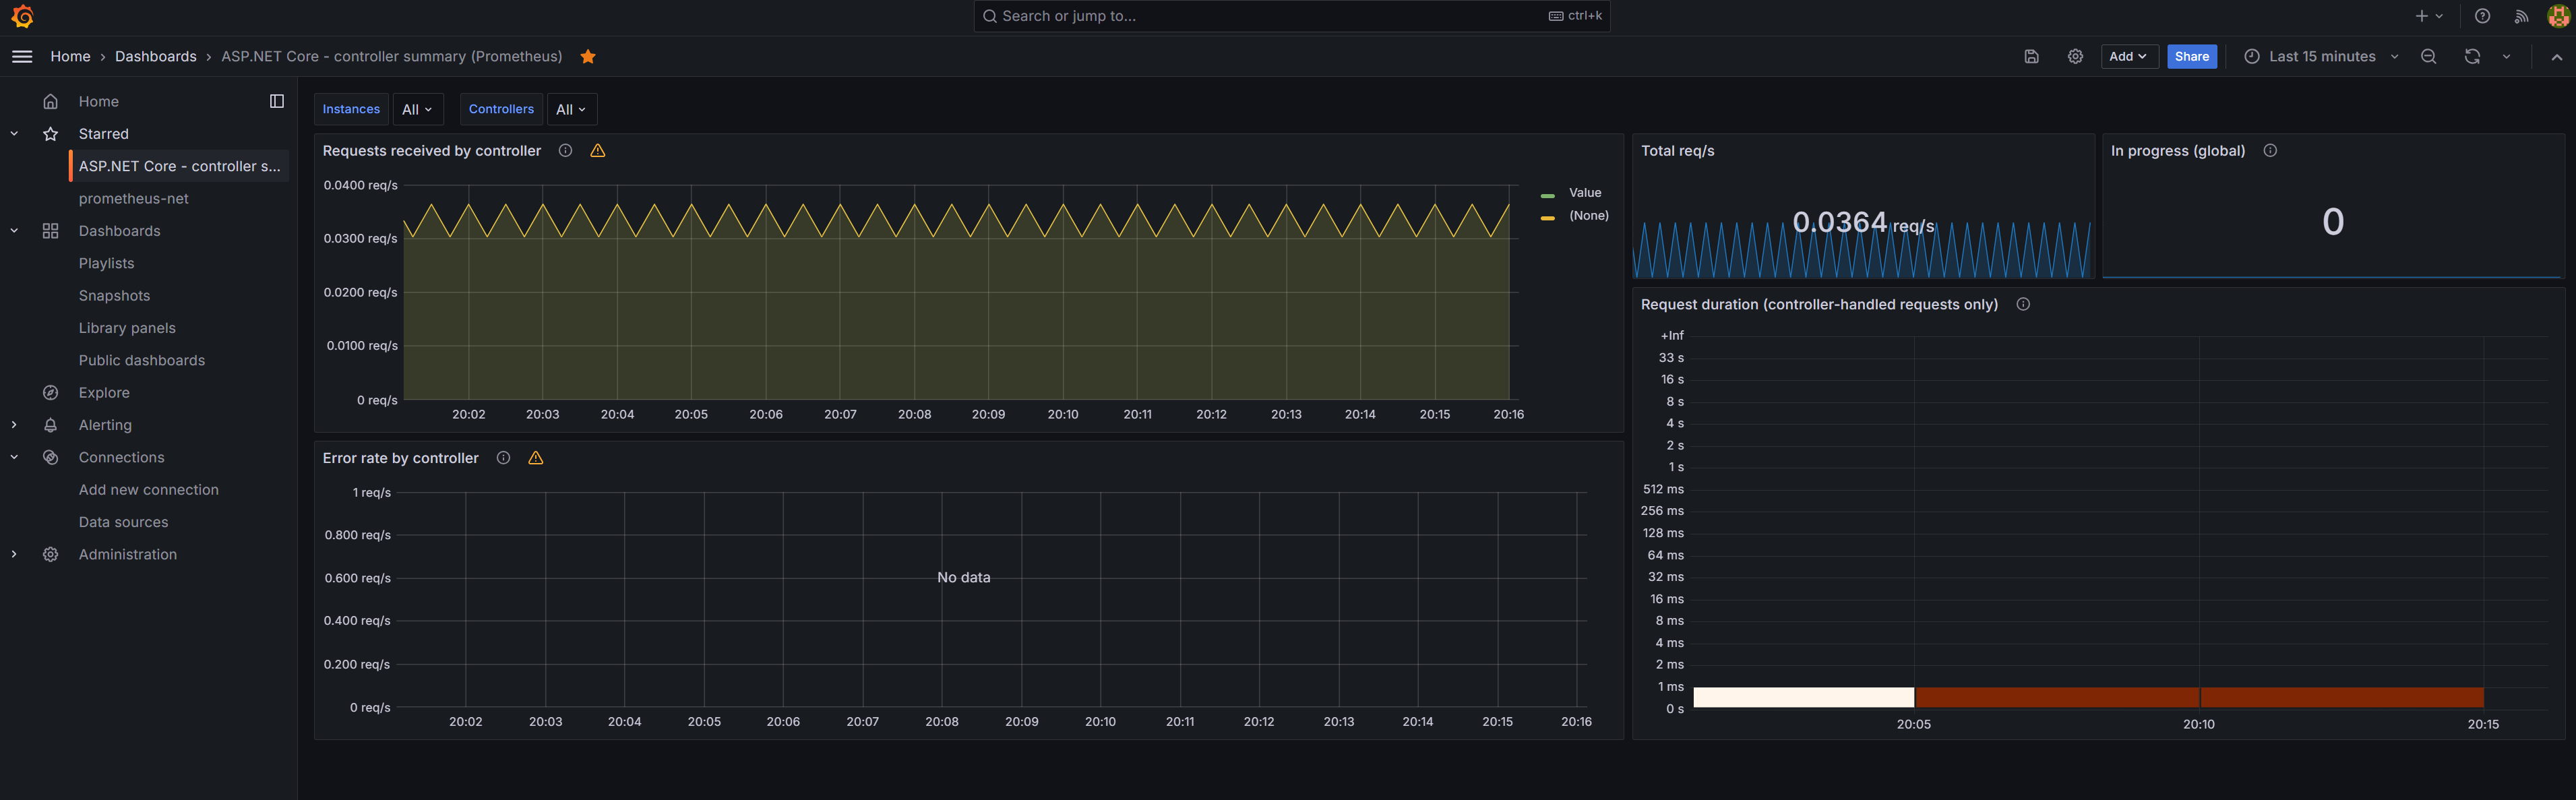 Search or jump to...
ctrl+k
Home › Dashboards › ASP.NET Core - controller summary (Prometheus)
Add
Share
Last 15 minutes
Home
Starred
ASP.NET Core - controller s...
prometheus-net
Dashboards
Playlists
Snapshots
Library panels
Public dashboards
Explore
Alerting
Connections
Add new connection
Data sources
Administration
Instances All Controllers All
Requests received by controller
0.0400 req/s
0.0300 req/s
0.0200 req/s
0.0100 req/s
0 req/s
20:02 20:03 20:04 20:05 20:06 20:07 20:08 20:09 20:10 20:11 20:12 20:13 20:14 20:15 20:16
Value
(None)
Error rate by controller
1 req/s
0.800 req/s
0.600 req/s
0.400 req/s
0.200 req/s
0 req/s
No data
20:02 20:03 20:04 20:05 20:06 20:07 20:08 20:09 20:10 20:11 20:12 20:13 20:14 20:15 20:16
Total req/s
0.0364 req/s
In progress (global)
0
Request duration (controller-handled requests only)
+Inf
33 s
16 s
8 s
4 s
2 s
1 s
512 ms
256 ms
128 ms
64 ms
32 ms
16 ms
8 ms
4 ms
2 ms
1 ms
0 s
20:05 20:10 20:15